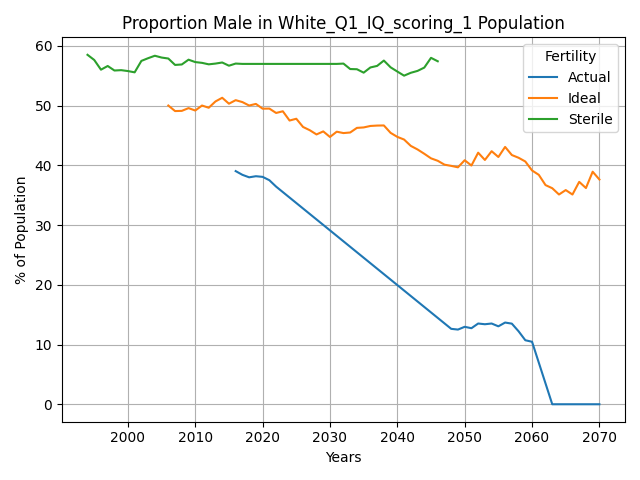 Proportion Male in White_Q1_IQ_scoring_1 Population
% of Population
60
50
40
30
20
10
0
Fertility
Actual
Ideal
Sterile
2000 2010 2020 2030 2040 2050 2060 2070
Years